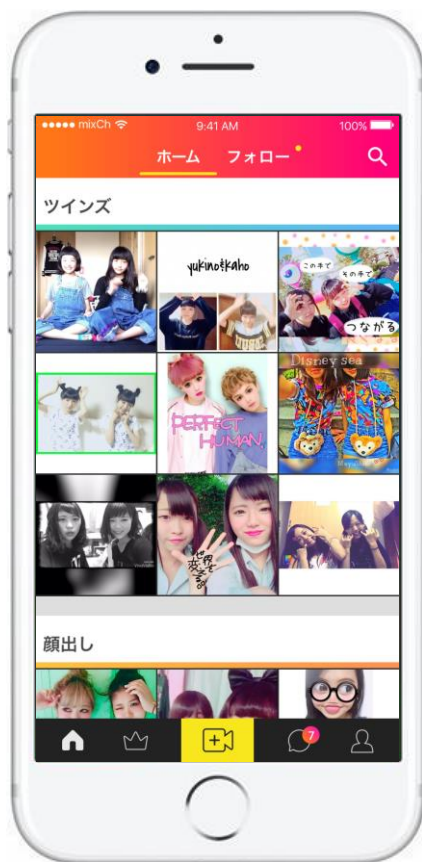 mixCh 9:41 AM 100%
ホーム フォロー
ツインズ
yukino&kaho
この手で
その手で
つながる
PERFECT
HUMAN
Disney sea
世界を
変える。
顔出し
7